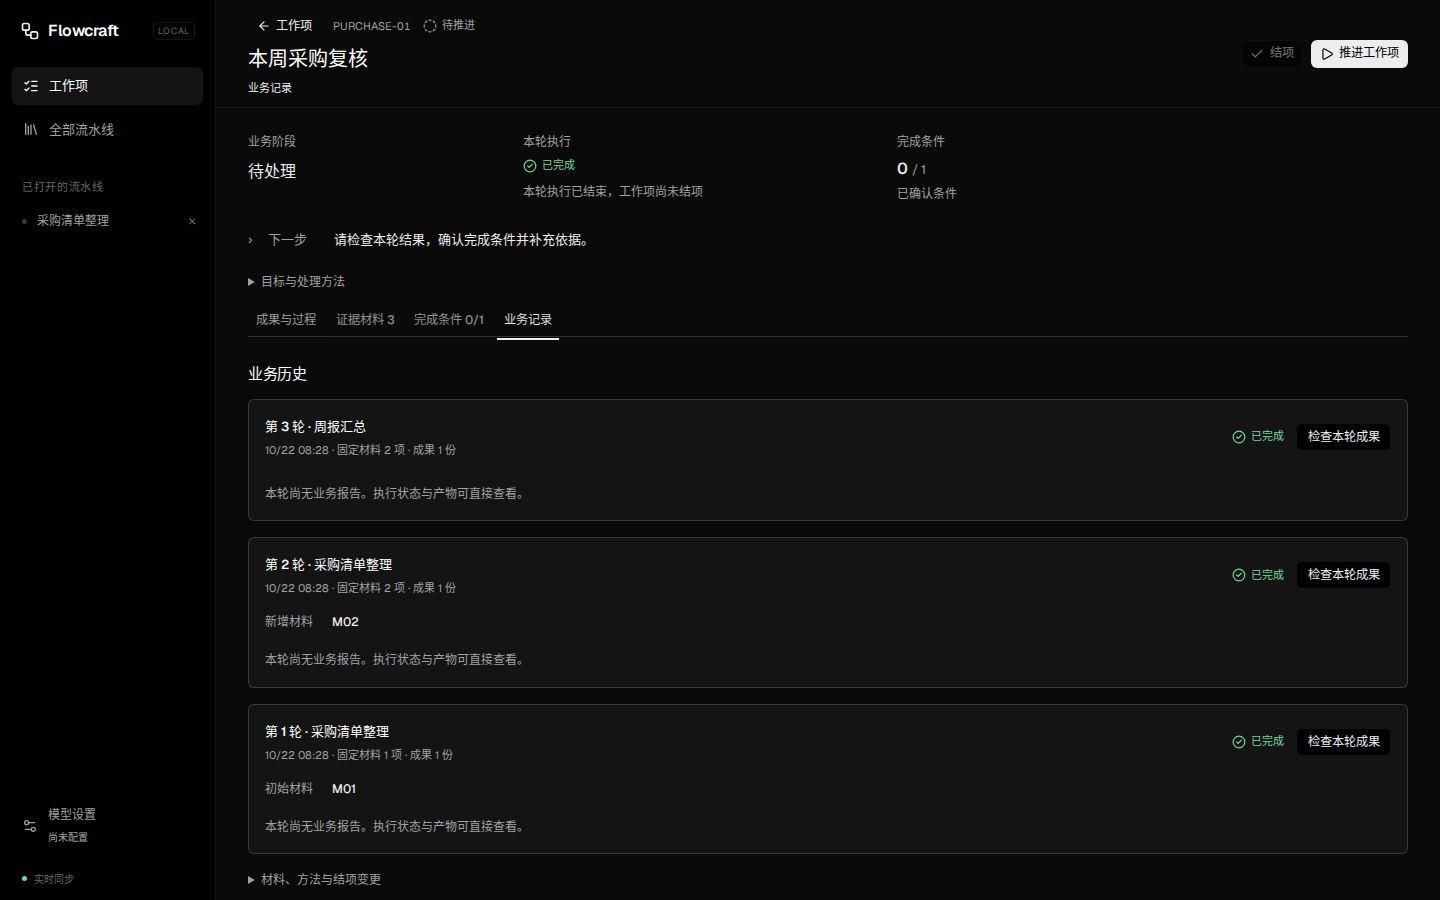 Flowcraft LOCAL
工作项
全部流水线
已打开的流水线
采购清单整理
模型设置
尚未配置
实时同步
工作项 PURCHASE-01 待推进
本周采购复核
业务记录
结项 推进工作项
业务阶段
待处理
本轮执行
已完成
本轮执行已结束，工作项尚未结项
完成条件
0 / 1
已确认条件
下一步 请检查本轮结果，确认完成条件并补充依据。
目标与处理方法
成果与过程 证据材料 3 完成条件 0/1 业务记录
业务历史
第 3 轮 · 周报汇总
10/22 08:28 · 固定材料 2 项 · 成果 1 份
已完成 检查本轮成果
本轮尚无业务报告。执行状态与产物可直接查看。
第 2 轮 · 采购清单整理
10/22 08:28 · 固定材料 2 项 · 成果 1 份
已完成 检查本轮成果
新增材料 M02
本轮尚无业务报告。执行状态与产物可直接查看。
第 1 轮 · 采购清单整理
10/22 08:28 · 固定材料 1 项 · 成果 1 份
已完成 检查本轮成果
初始材料 M01
本轮尚无业务报告。执行状态与产物可直接查看。
材料、方法与结项变更